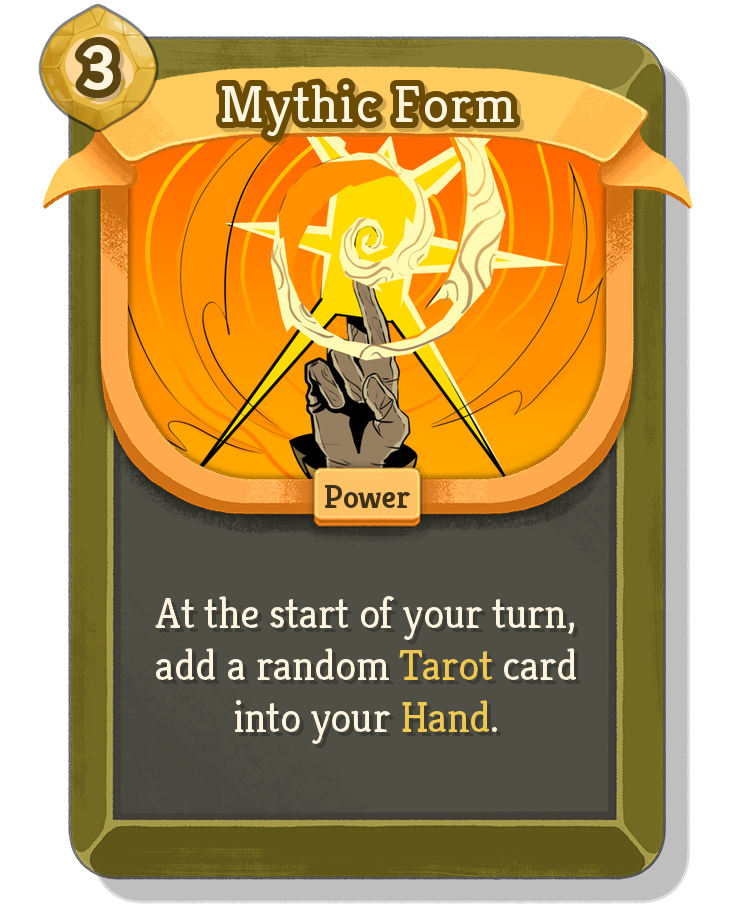 3
Mythic Form
Power
At the start of your turn,
add a random Tarot card
into your Hand.